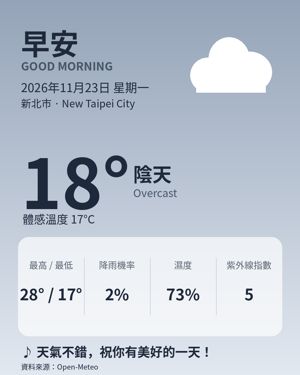 早安
GOOD MORNING
2026年11月23日 星期一
新北市 · New Taipei City
18°
陰天
Overcast
體感溫度 17°C
最高 / 最低
降雨機率
濕度
紫外線指數
28° / 17°
2%
73%
5
♪ 天氣不錯，祝你有美好的一天！
資料來源：Open-Meteo